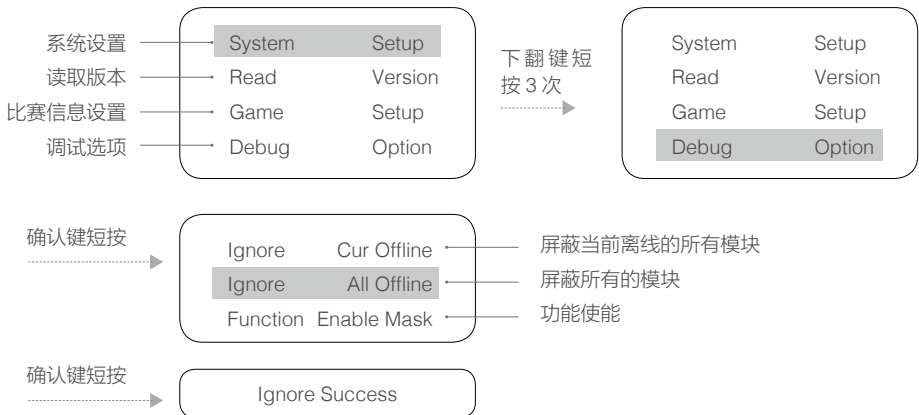 系统设置 System Setup
读取版本 Read Version
比赛信息设置 Game Setup
调试选项 Debug Option
下翻键短
按3次
System Setup
Read Version
Game Setup
Debug Option
确认键短按
Ignore Cur Offline 屏蔽当前离线的所有模块
Ignore All Offline 屏蔽所有的模块
Function Enable Mask 功能使能
确认键短按
Ignore Success